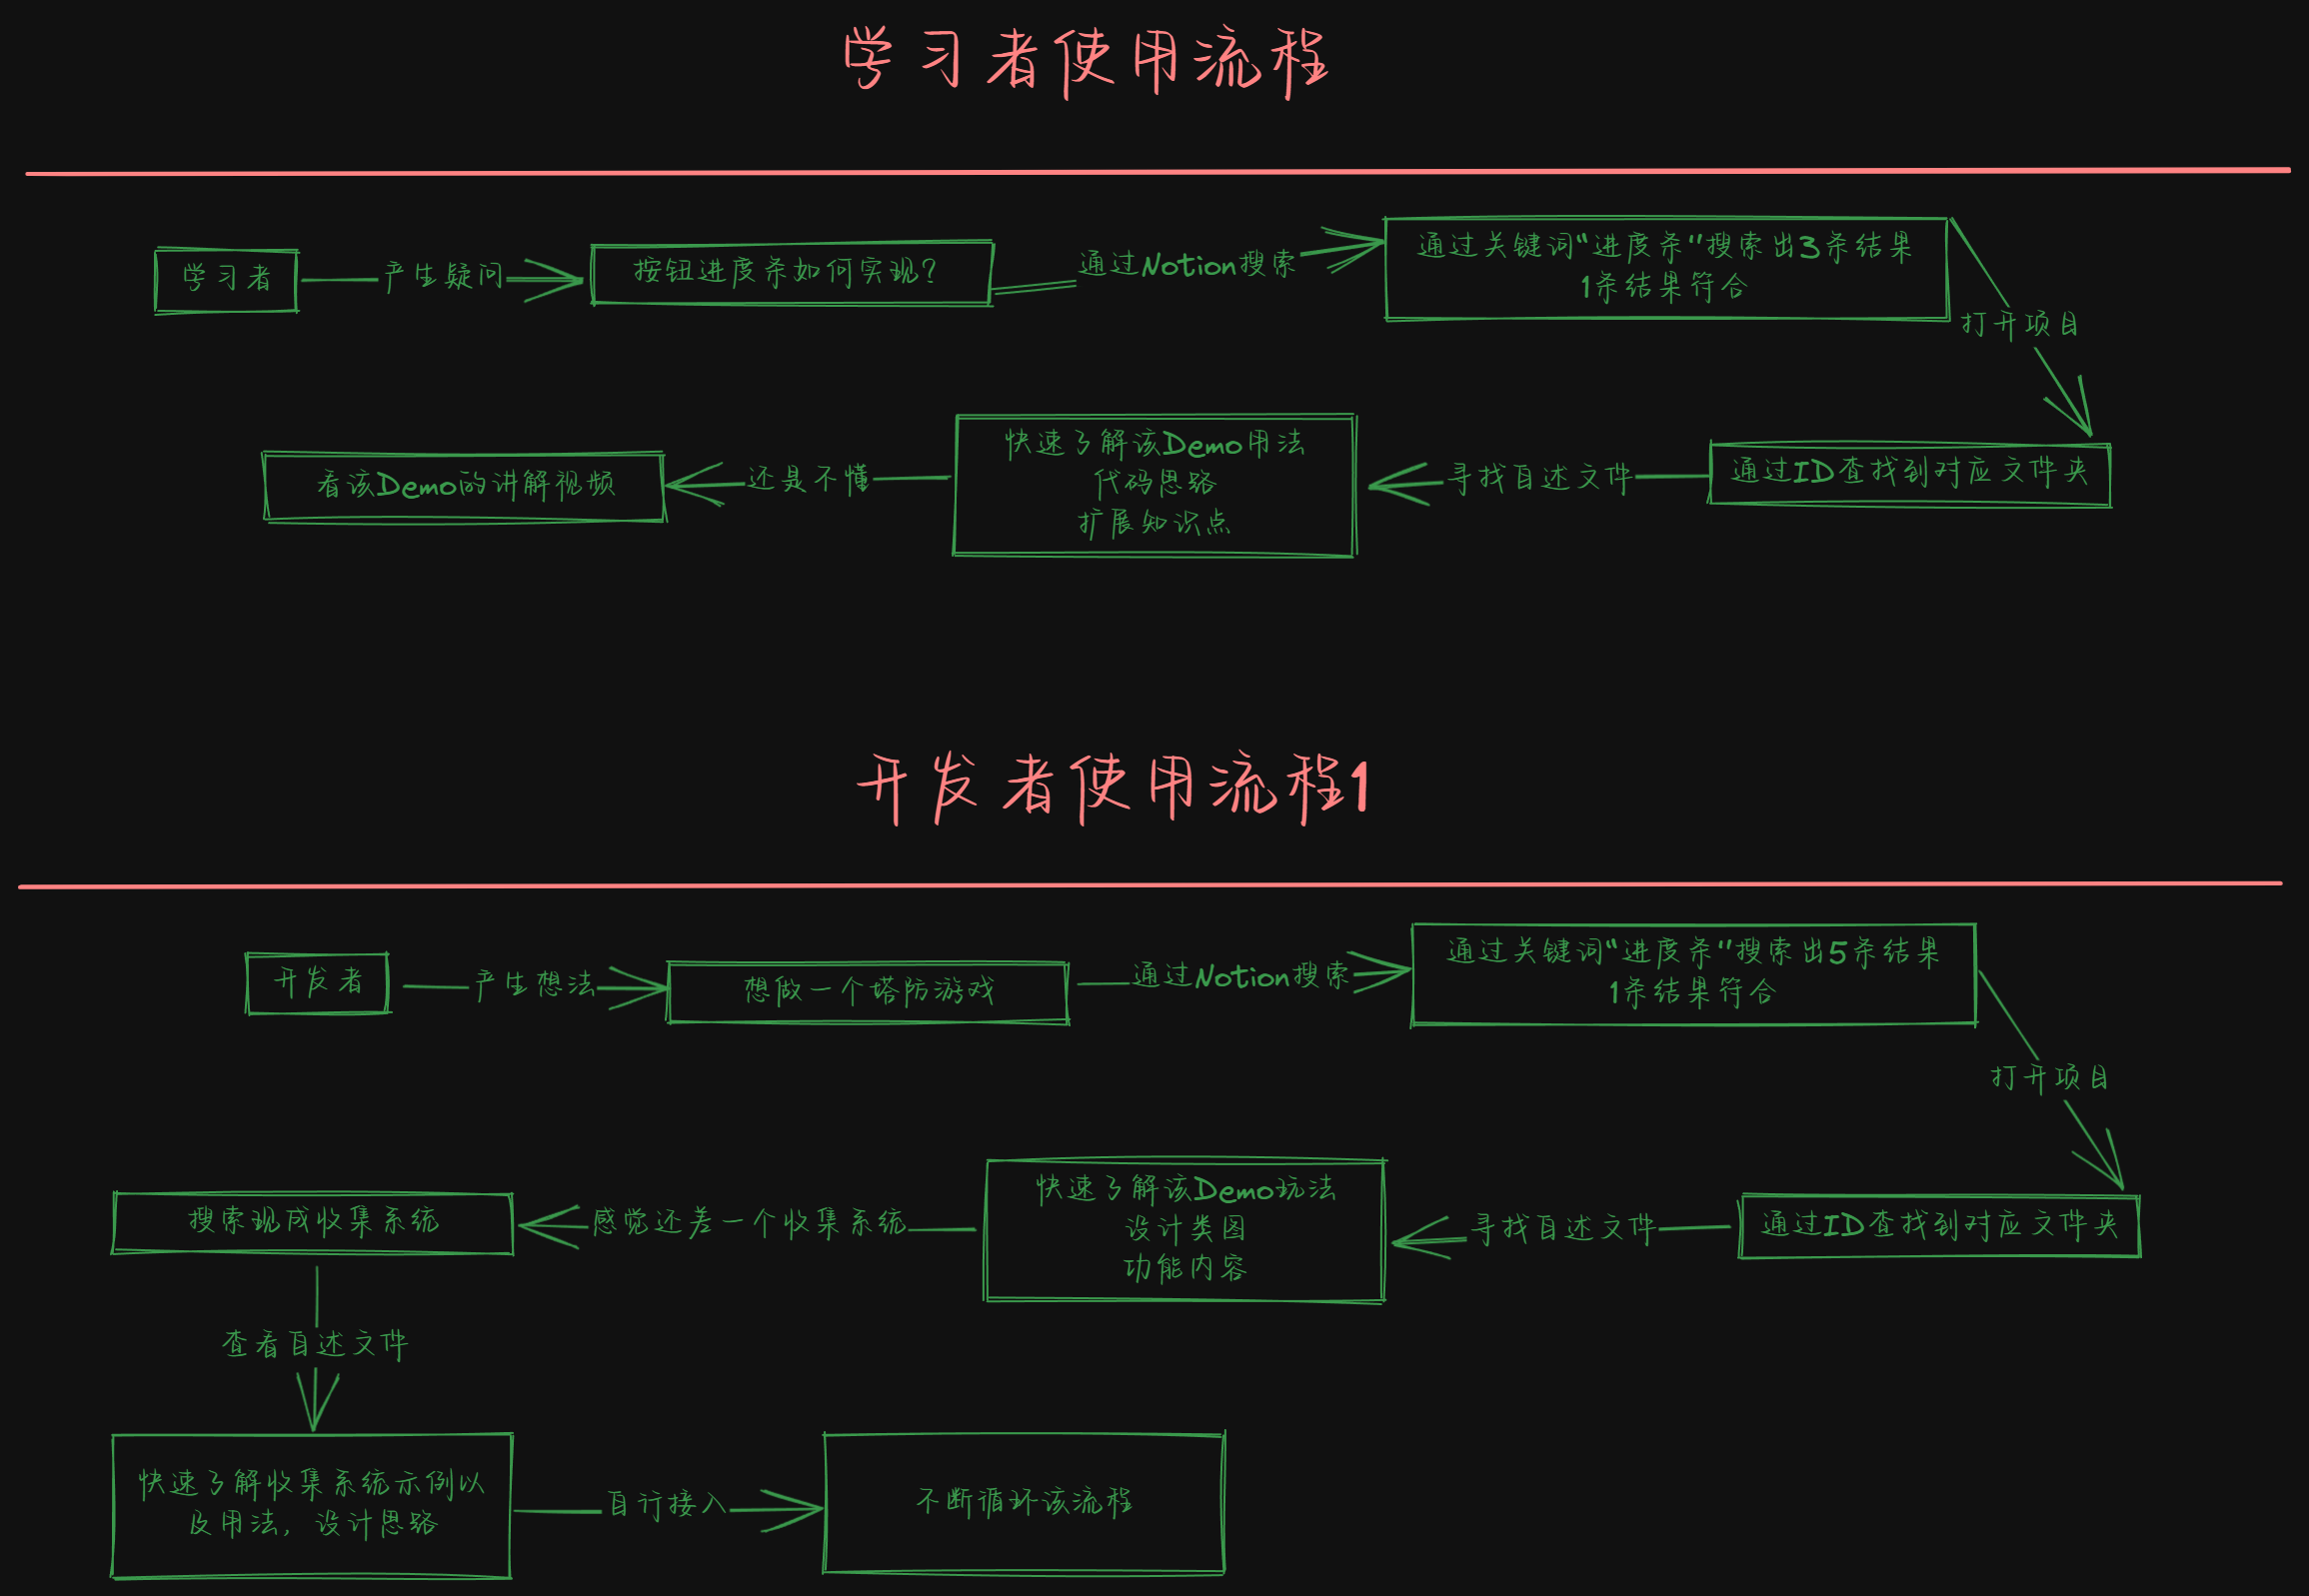 学习者使用流程
学习者
产生疑问
按钮进度条如何实现?
通过Notion搜索
通过关键词“进度条”搜索出3条结果
1条结果符合
打开项目
通过ID查找到对应文件夹
寻找自述文件
快速了解该Demo用法
代码思路
扩展知识点
还是不懂
看该Demo的讲解视频
开发者使用流程1
开发者
产生想法
想做一个塔防游戏
通过Notion搜索
通过关键词“进度条”搜索出5条结果
1条结果符合
打开项目
通过ID查找到对应文件夹
寻找自述文件
快速了解该Demo玩法
设计类图
功能内容
感觉还差一个收集系统
搜索现成收集系统
查看自述文件
快速了解收集系统示例以
及用法，设计思路
自行接入
不断循环该流程